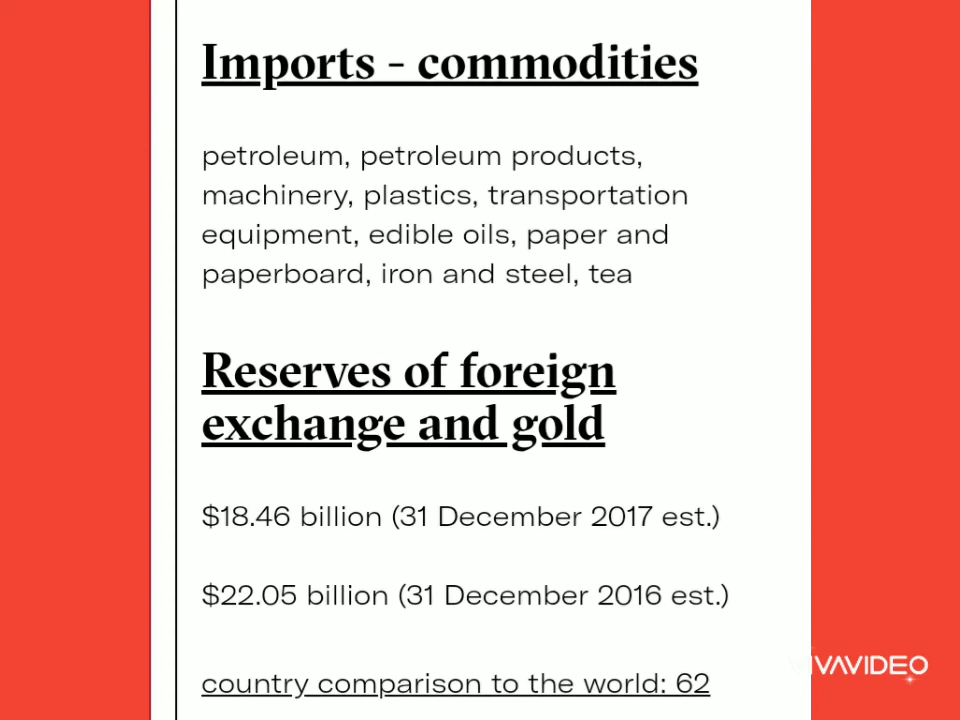 Imports - commodities
petroleum, petroleum products,
machinery, plastics, transportation
equipment, edible oils, paper and
paperboard, iron and steel, tea
Reserves of foreign
exchange and gold
$18.46 billion (31 December 2017 est.)
$22.05 billion (31 December 2016 est.)
country comparison to the world: 62
VIVAVIDEO